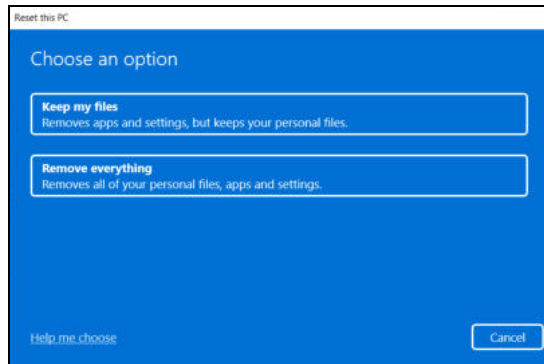 Reset this PC
Choose an option
Keep my files
Removes apps and settings, but keeps your personal files.
Remove everything
Removes all of your personal files, apps and settings.
Help me choose
Cancel